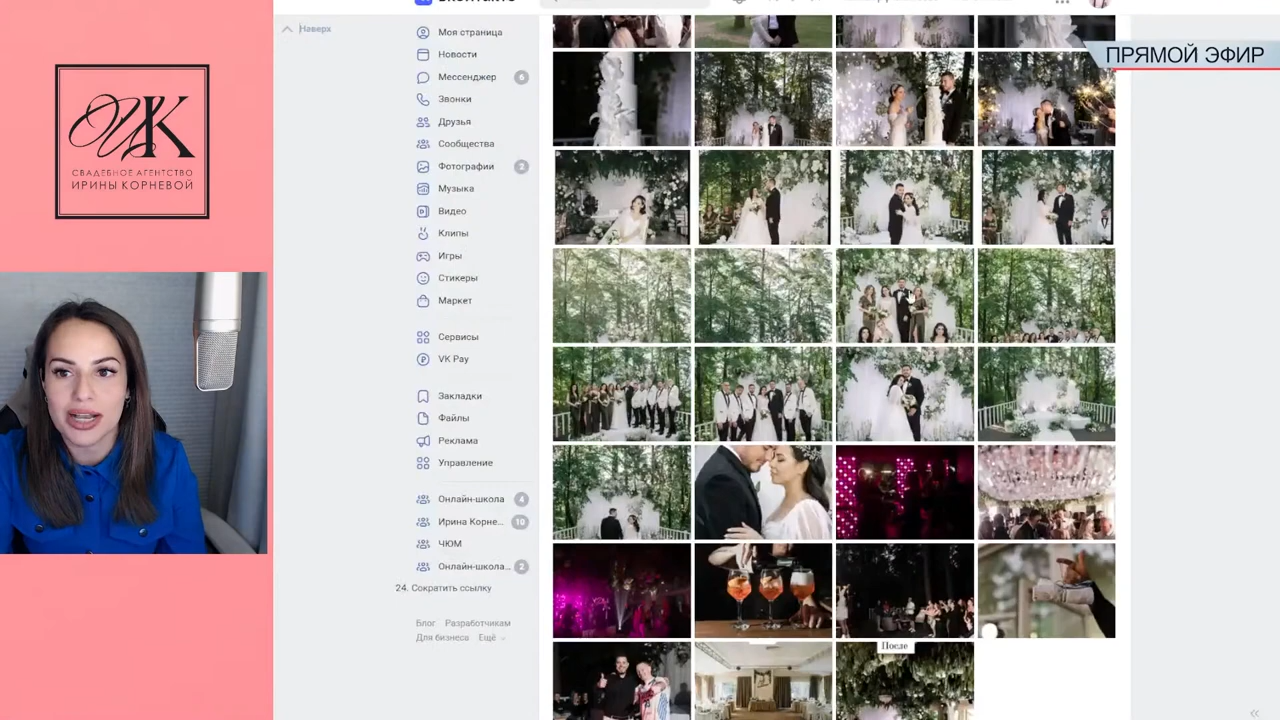 Наверх
Моя страница
ПРЯМОЙ ЭФИР
Новости
Мессенджер 6
Звонки
Друзья
Сообщества
Фотографии 2
Музыка
Видео
Клипы
Игры
Стикеры
Маркет
Сервисы
VK Pay
Закладки
Файлы
Реклама
Управление
Онлайн-школа 4
Ирина Корне... 10
ЧЮМ
Онлайн-школа... 2
24. Сократить ссылку
Блог Разработчикам
Для бизнеса Ещё
После
ИК
СВАДЕБНОЕ АГЕНТСТВО
ИРИНЫ КОРНЕВОЙ